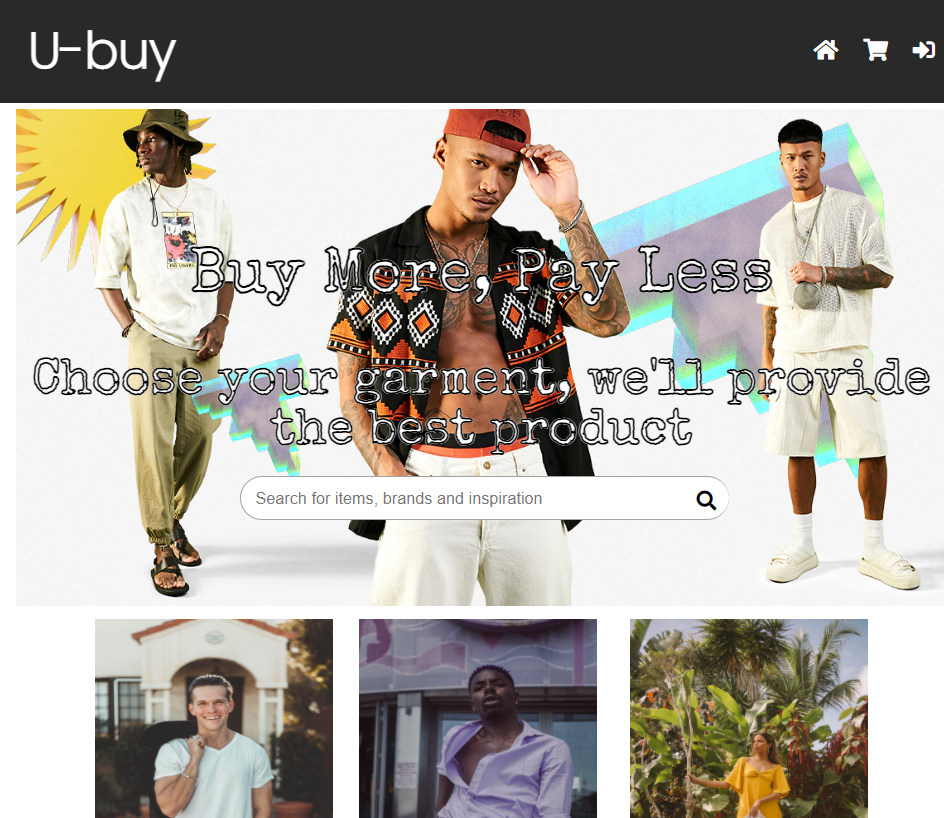 U-buy
Buy More, Pay Less
Choose your garment, we'll provide
the best product
Search for items, brands and inspiration